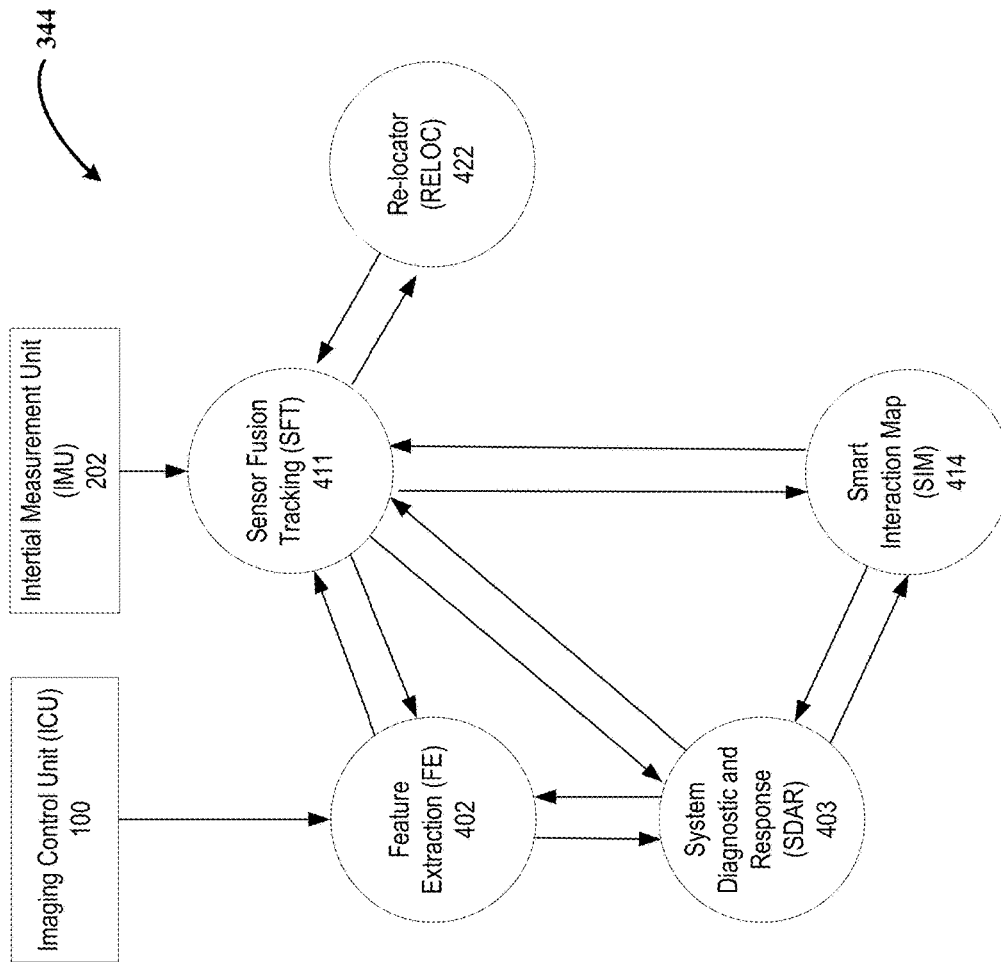 344
Imaging Control Unit (ICU)
100
Intertial Measurement Unit
(IMU)
202
Feature
Extraction (FE)
402
Sensor Fusion
Tracking (SFT)
411
Re-locator
(RELOC)
422
System
Diagnostic and
Response
(SDAR)
403
Smart
Interaction Map
(SIM)
414